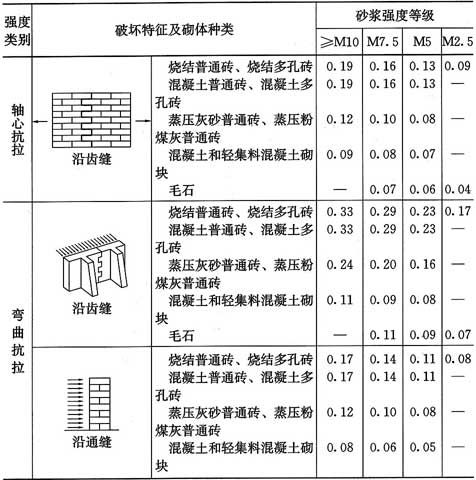 强度类别 破坏特征及砌体种类 砂浆强度等级
≥M10 M7.5 M5 M2.5
轴心抗拉
沿齿缝
烧结普通砖、烧结多孔砖 0.19 0.16 0.13 0.09
混凝土普通砖、混凝土多孔砖 0.19 0.16 0.13 —
蒸压灰砂普通砖、蒸压粉煤灰普通砖 0.12 0.10 0.08 —
混凝土和轻集料混凝土砌块 0.09 0.08 0.07 —
毛石 — 0.07 0.06 0.04
弯曲抗拉
沿齿缝
烧结普通砖、烧结多孔砖 0.33 0.29 0.23 0.17
混凝土普通砖、混凝土多孔砖 0.33 0.29 0.23 —
蒸压灰砂普通砖、蒸压粉煤灰普通砖 0.24 0.20 0.16 —
混凝土和轻集料混凝土砌块 0.11 0.09 0.08 —
毛石 — 0.11 0.09 0.07
沿通缝
烧结普通砖、烧结多孔砖 0.17 0.14 0.11 0.08
混凝土普通砖、混凝土多孔砖 0.17 0.14 0.11 —
蒸压灰砂普通砖、蒸压粉煤灰普通砖 0.12 0.10 0.08 —
混凝土和轻集料混凝土砌块 0.08 0.06 0.05 —